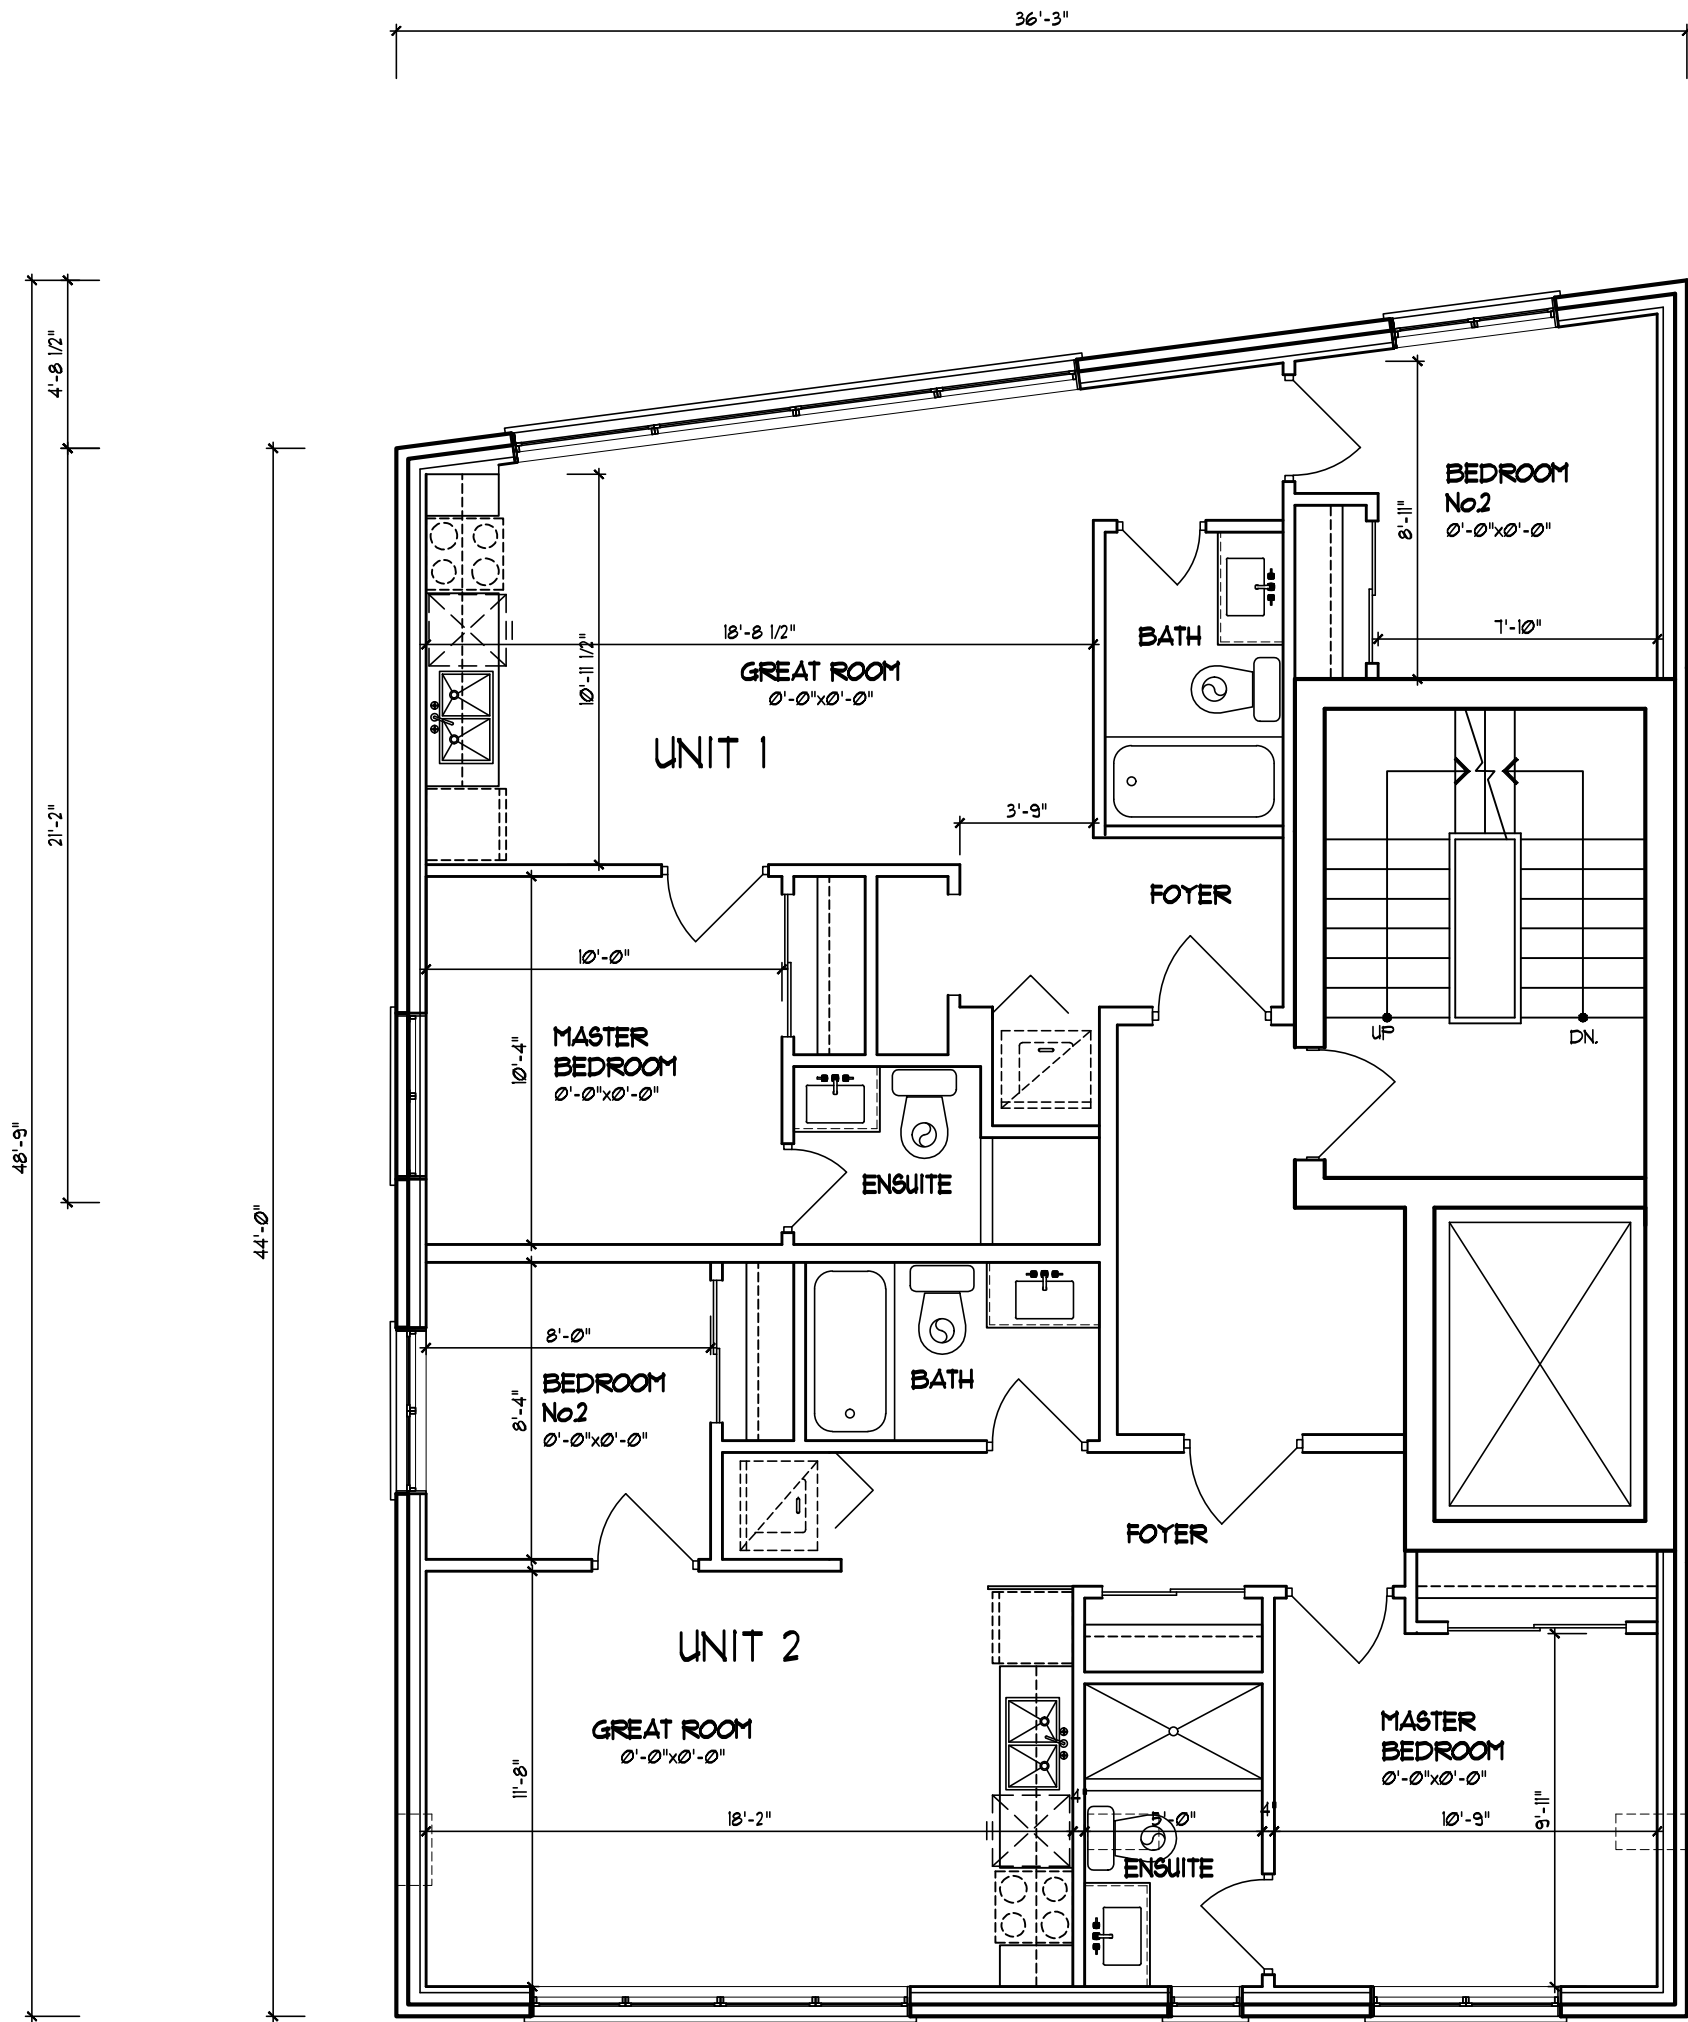 36'-3"
4'-8 1/2"
21'-2"
48'-9"
44'-0"
BEDROOM
No.2
0'-0"x0'-0"
8'-11"
7'-10"
18'-8 1/2"
10'-11 1/2"
GREAT ROOM
0'-0"x0'-0"
BATH
UNIT 1
3'-9"
FOYER
10'-0"
MASTER
BEDROOM
0'-0"x0'-0"
10'-4"
UP
DN.
ENSUITE
8'-0"
BEDROOM
No.2
0'-0"x0'-0"
8'-4"
BATH
FOYER
UNIT 2
GREAT ROOM
0'-0"x0'-0"
11'-8"
18'-2"
4"
5'-0"
4"
ENSUITE
MASTER
BEDROOM
0'-0"x0'-0"
10'-9"
9'-11"